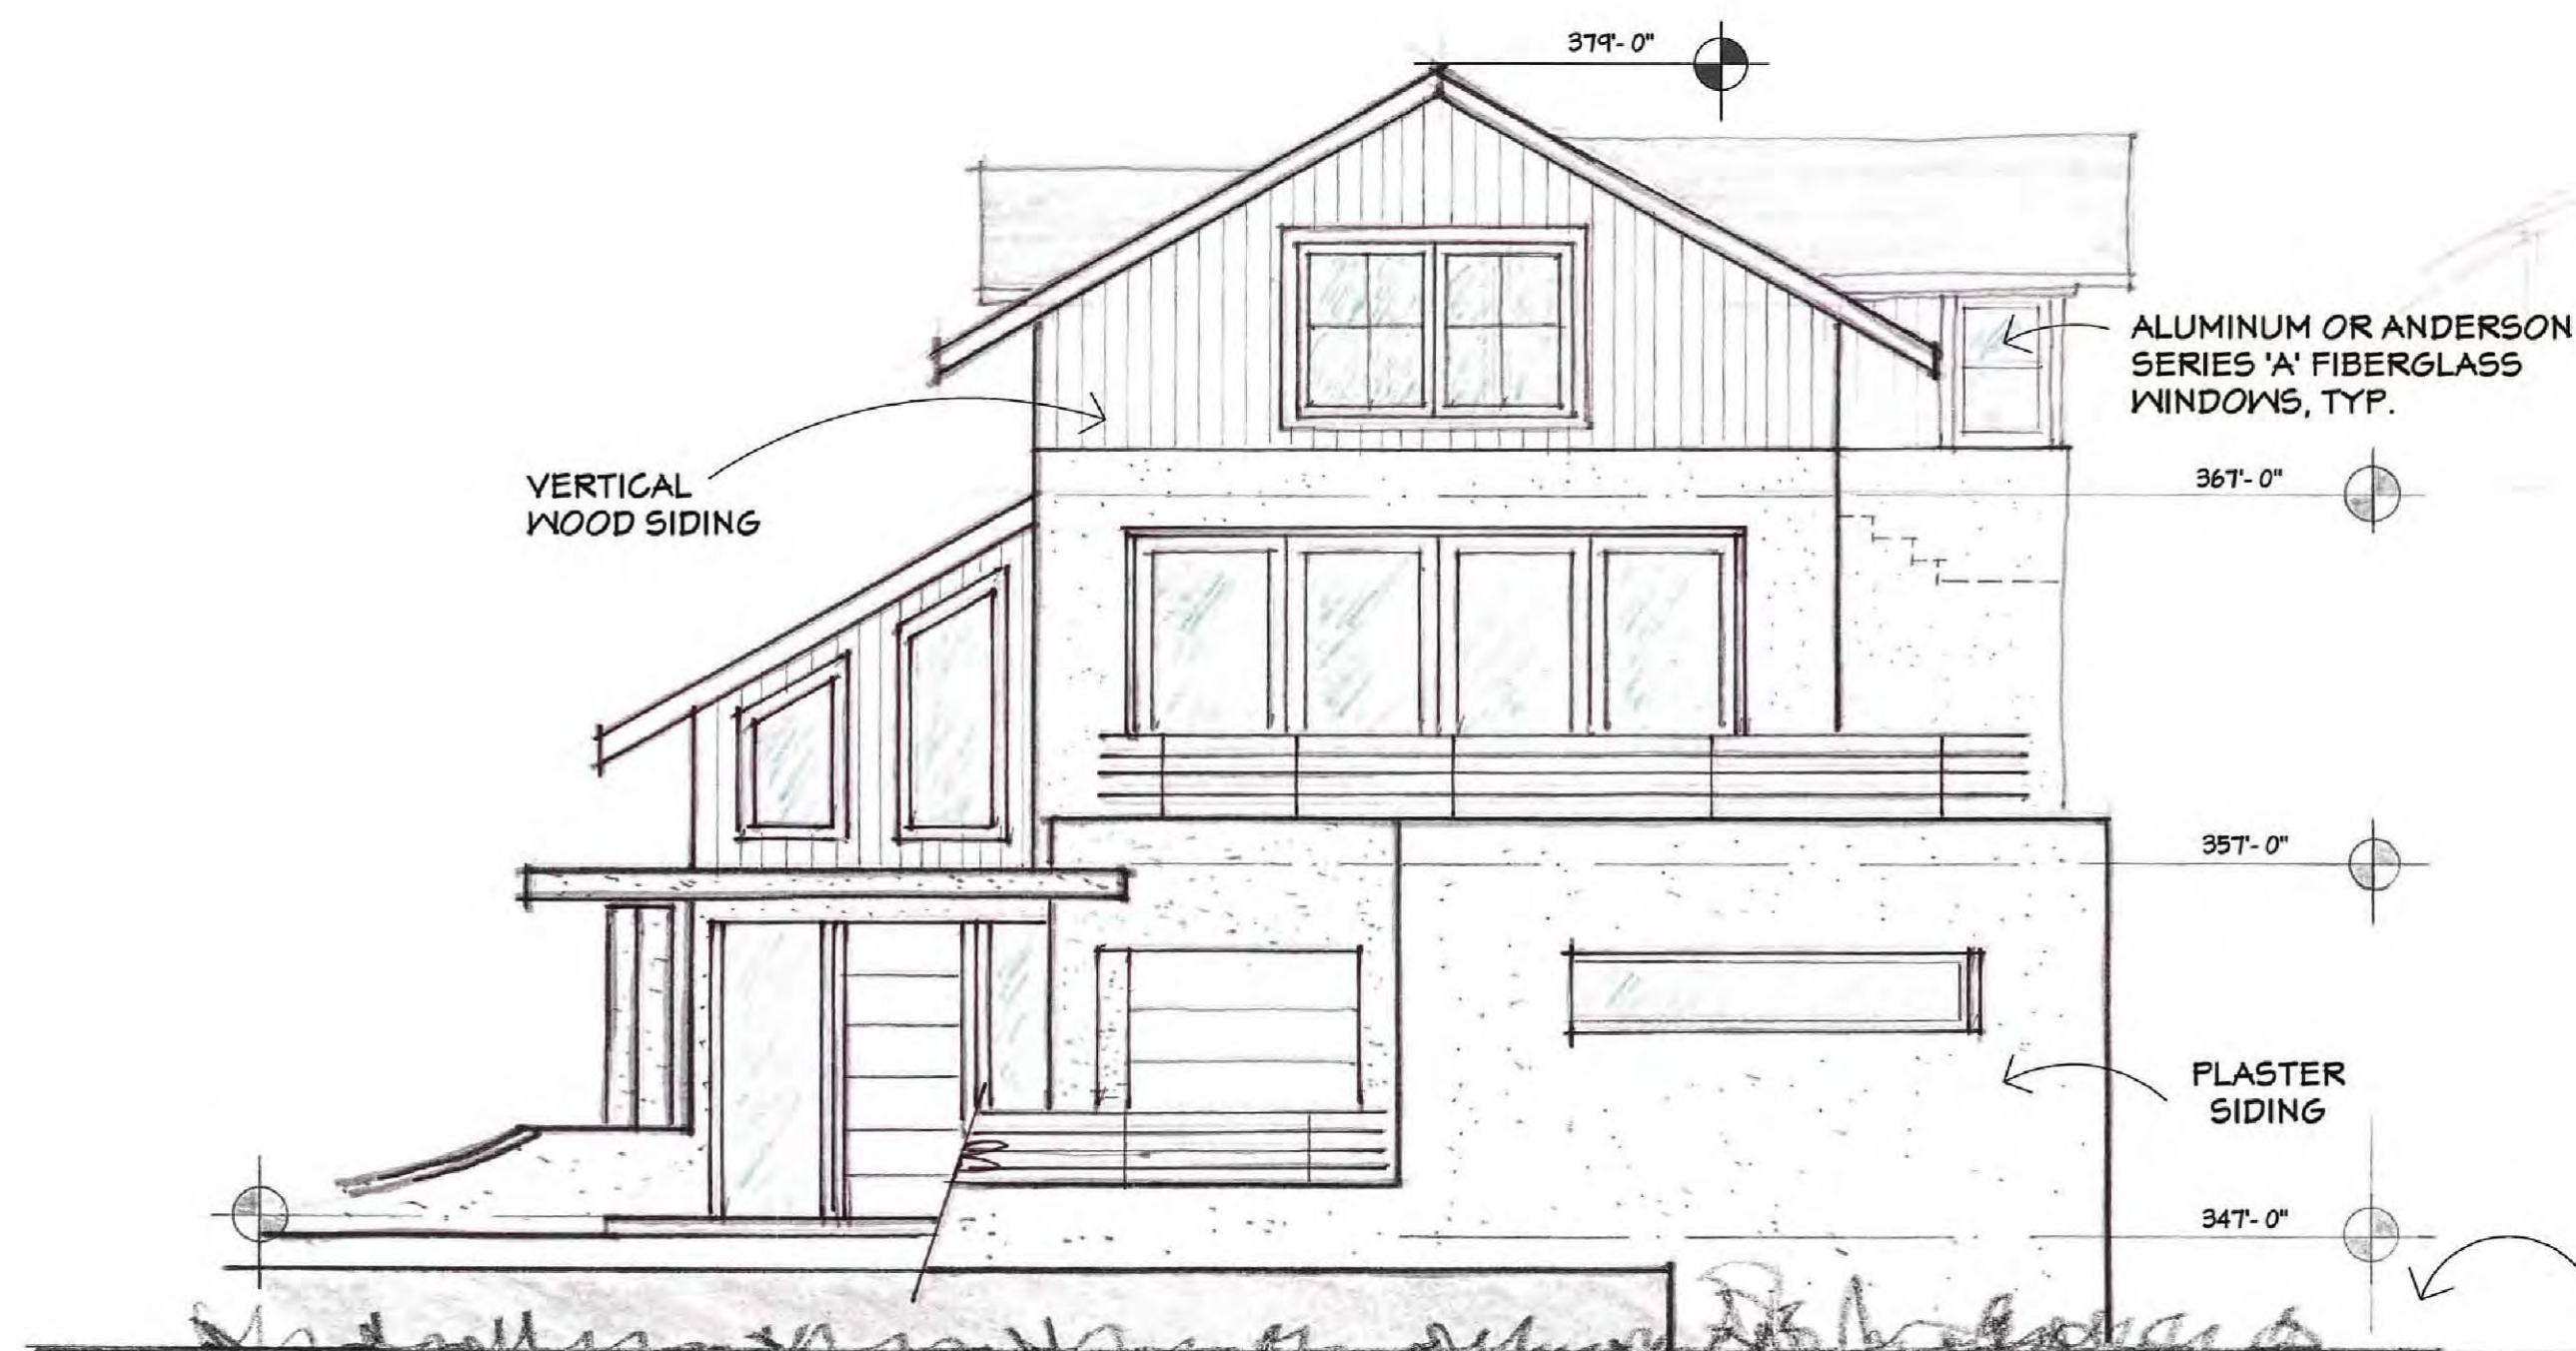 379'-0"
ALUMINUM OR ANDERSON
SERIES 'A' FIBERGLASS
WINDOWS, TYP.
VERTICAL
WOOD SIDING
367'-0"
357'-0"
PLASTER
SIDING
347'-0"